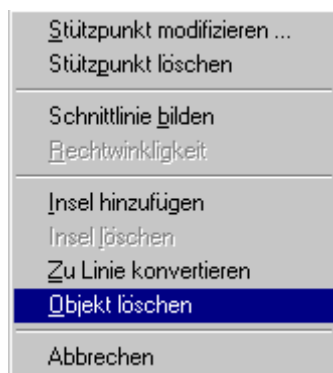 Stützpunkt modifizieren ...
Stützpunkt löschen
Schnittlinie bilden
Rechtwinkligkeit
Insel hinzufügen
Insel löschen
Zu Linie konvertieren
Objekt löschen
Abbrechen